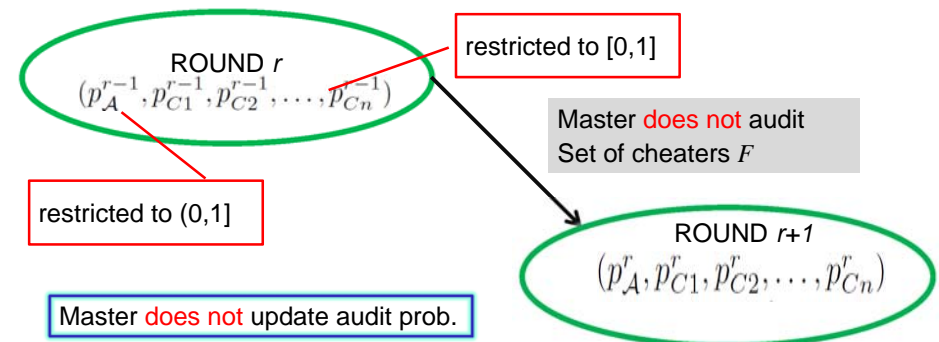 ROUND r
(p_A^{r-1}, p_{C1}^{r-1}, p_{C2}^{r-1}, . . . , p_{Cn}^{r-1})
restricted to [0,1]
restricted to (0,1]
Master does not audit
Set of cheaters F
ROUND r+1
(p_A^r, p_{C1}^r, p_{C2}^r, . . . , p_{Cn}^r)
Master does not update audit prob.